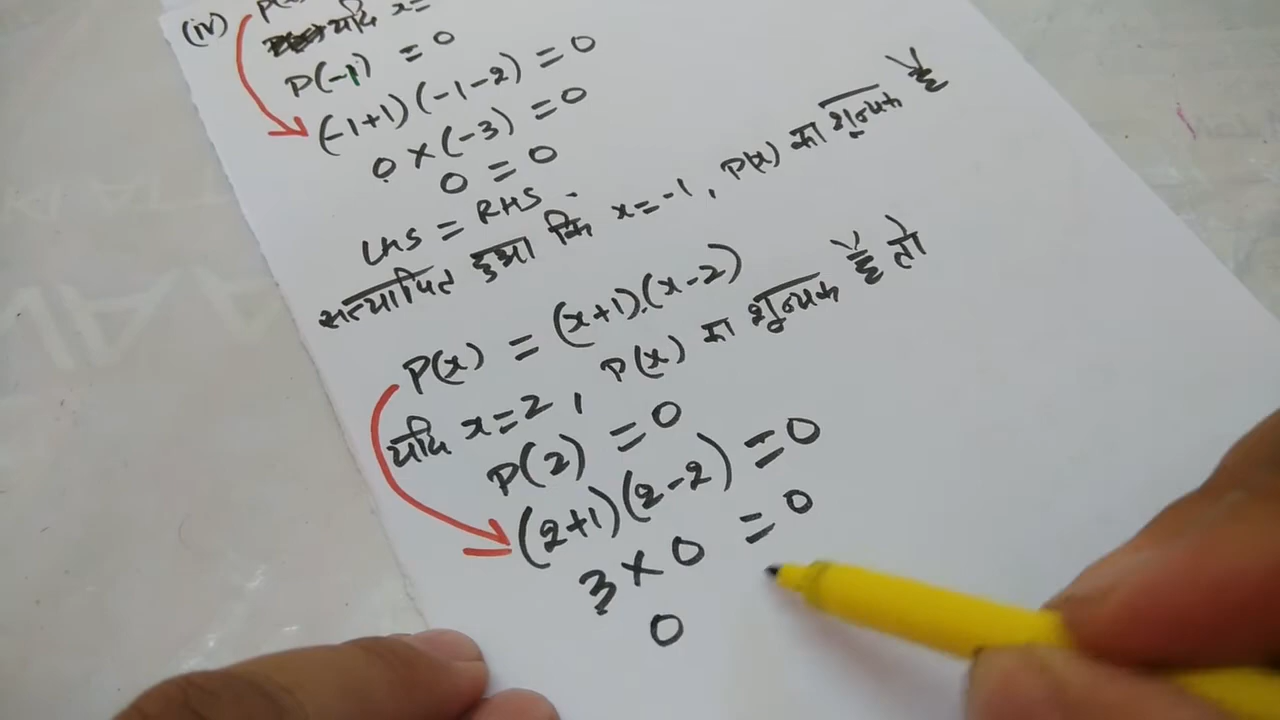 (iv)
यदि x=
P(-1) = 0
(-1+1)(-1-2) = 0
0 × (-3) = 0
0 = 0
LHS = RHS .
सत्यापित हुआ कि x=-1, P(x) का शून्यक है
P(x) = (x+1).(x-2)
यदि x=2, P(x) का शून्यक है तो
P(2) = 0
(2+1)(2-2) = 0
3 × 0 = 0
0